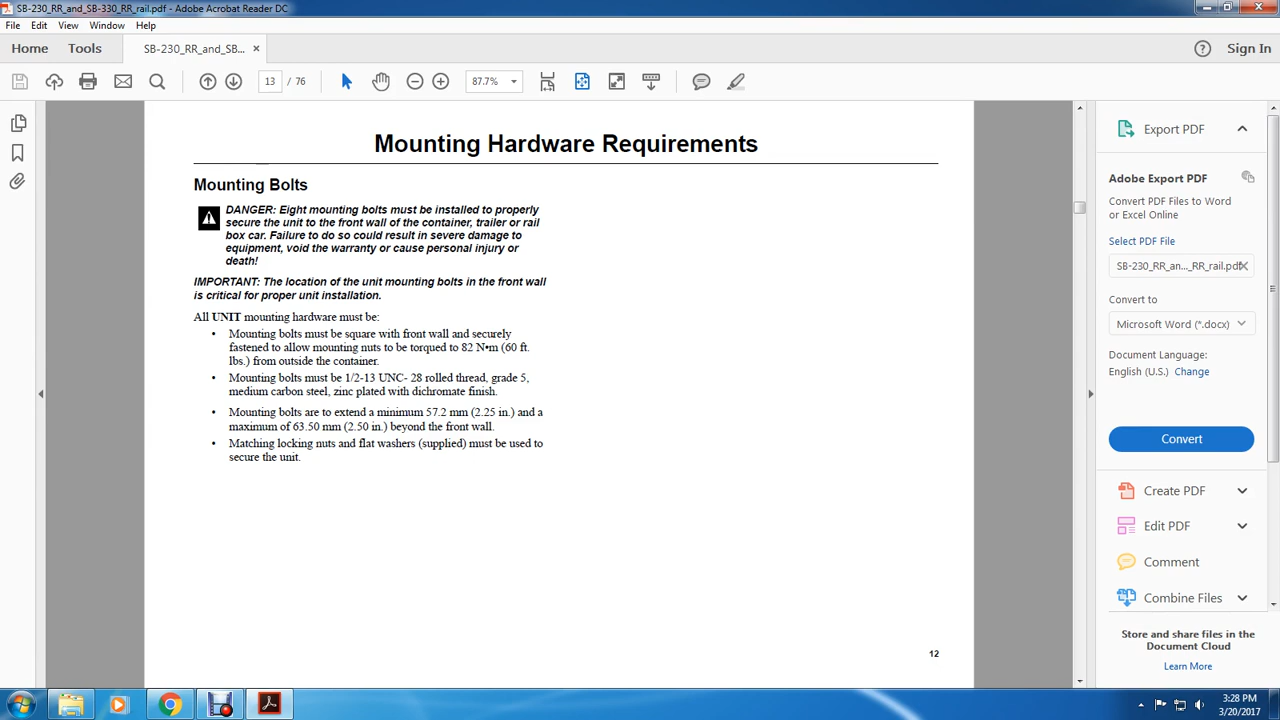 SB-230_RR_and_SB-330_RR_rail.pdf - Adobe Acrobat Reader DC
File Edit View Window Help
Home Tools SB-230_RR_and_SB... × ? Sign In
13 / 76 87.7%
Mounting Hardware Requirements
Mounting Bolts
DANGER: Eight mounting bolts must be installed to properly
secure the unit to the front wall of the container, trailer or rail
box car. Failure to do so could result in severe damage to
equipment, void the warranty or cause personal injury or
death!
IMPORTANT: The location of the unit mounting bolts in the front wall
is critical for proper unit installation.
All UNIT mounting hardware must be:
• Mounting bolts must be square with front wall and securely
fastened to allow mounting nuts to be torqued to 82 N•m (60 ft.
lbs.) from outside the container.
• Mounting bolts must be 1/2-13 UNC- 28 rolled thread, grade 5,
medium carbon steel, zinc plated with dichromate finish.
• Mounting bolts are to extend a minimum 57.2 mm (2.25 in.) and a
maximum of 63.50 mm (2.50 in.) beyond the front wall.
• Matching locking nuts and flat washers (supplied) must be used to
secure the unit.
12
Export PDF
Adobe Export PDF
Convert PDF Files to Word
or Excel Online
Select PDF File
SB-230_RR_an..._RR_rail.pdf
Convert to
Microsoft Word (*.docx)
Document Language:
English (U.S.) Change
Convert
Create PDF
Edit PDF
Comment
Combine Files
Store and share files in the
Document Cloud
Learn More
3:28 PM
3/20/2017